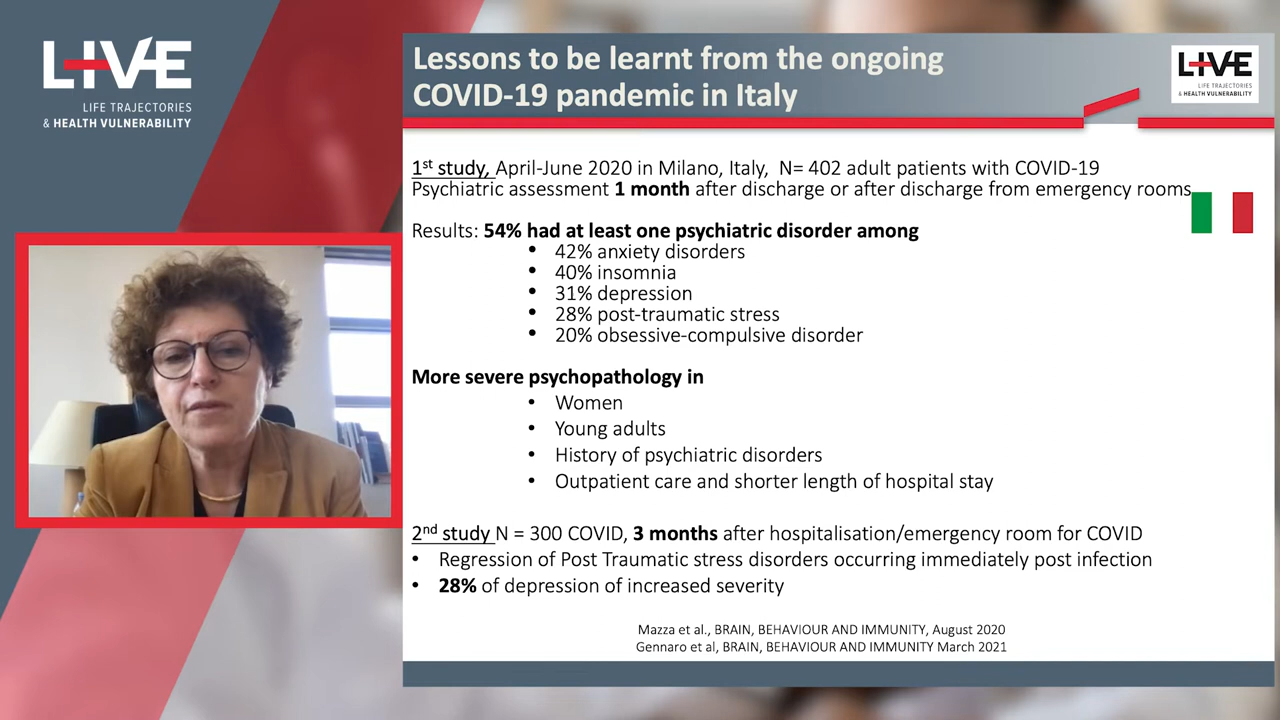 LIVE
LIFE TRAJECTORIES
& HEALTH VULNERABILITY
Lessons to be learnt from the ongoing
COVID-19 pandemic in Italy
LIVE
LIFE TRAJECTORIES
& HEALTH VULNERABILITY
1st study, April-June 2020 in Milano, Italy, N= 402 adult patients with COVID-19
Psychiatric assessment 1 month after discharge or after discharge from emergency rooms
Results: 54% had at least one psychiatric disorder among
• 42% anxiety disorders
• 40% insomnia
• 31% depression
• 28% post-traumatic stress
• 20% obsessive-compulsive disorder
More severe psychopathology in
• Women
• Young adults
• History of psychiatric disorders
• Outpatient care and shorter length of hospital stay
2nd study N = 300 COVID, 3 months after hospitalisation/emergency room for COVID
• Regression of Post Traumatic stress disorders occurring immediately post infection
• 28% of depression of increased severity
Mazza et al., BRAIN, BEHAVIOUR AND IMMUNITY, August 2020
Gennaro et al, BRAIN, BEHAVIOUR AND IMMUNITY March 2021